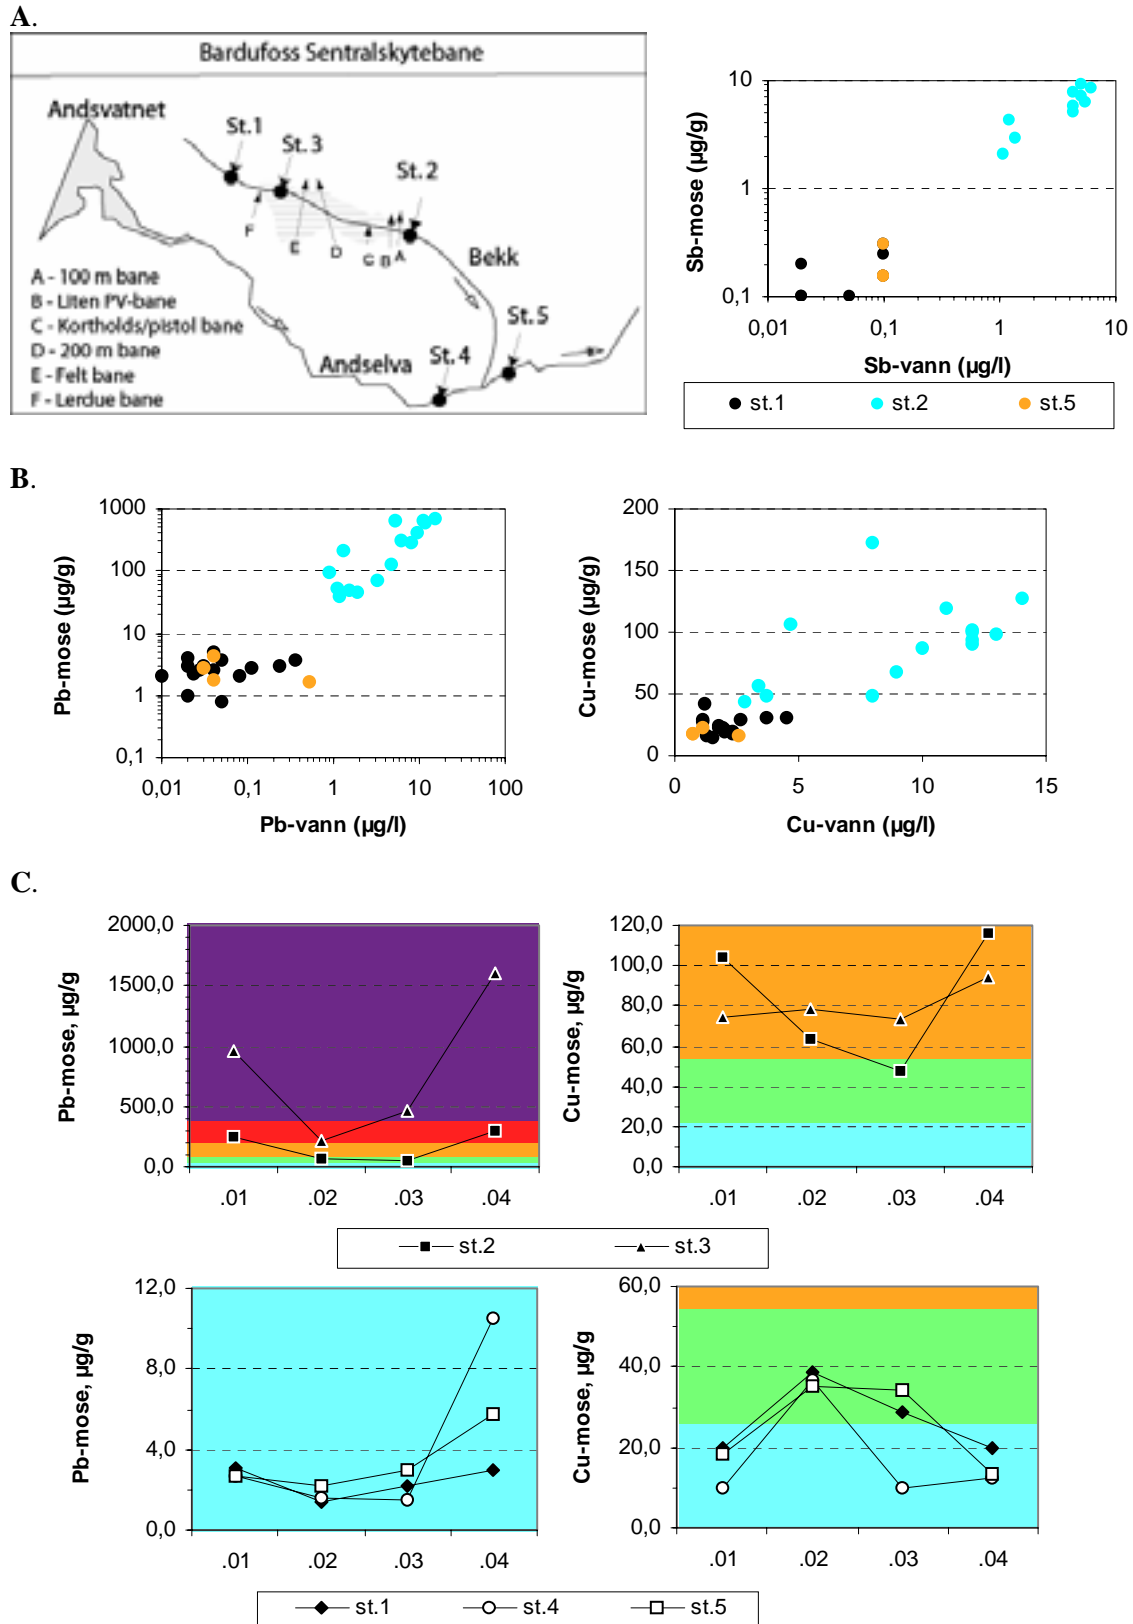 A.
Bardufoss Sentralskytebane
Andsvatnet
St.1
St.3
St.2
F
E
D
C
B
A
Bekk
A - 100 m bane
B - Liten PV-bane
C - Kortholds/pistol bane
D - 200 m bane
E - Felt bane
F - Lerdue bane
St.5
Andselva
St.4
Sb-mose (µg/g)
10
1
0,1
0,01
0,1
1
10
Sb-vann (µg/l)
st.1
st.2
st.5
B.
Pb-mose (µg/g)
1000
100
10
1
0,1
0,01
0,1
1
10
100
Pb-vann (µg/l)
Cu-mose (µg/g)
200
150
100
50
0
0
5
10
15
Cu-vann (µg/l)
C.
Pb-mose, µg/g
2000,0
1500,0
1000,0
500,0
0,0
.01
.02
.03
.04
Cu-mose, µg/g
120,0
100,0
80,0
60,0
40,0
20,0
0,0
.01
.02
.03
.04
st.2
st.3
Pb-mose, µg/g
12,0
8,0
4,0
0,0
.01
.02
.03
.04
Cu-mose, µg/g
60,0
40,0
20,0
0,0
.01
.02
.03
.04
st.1
st.4
st.5